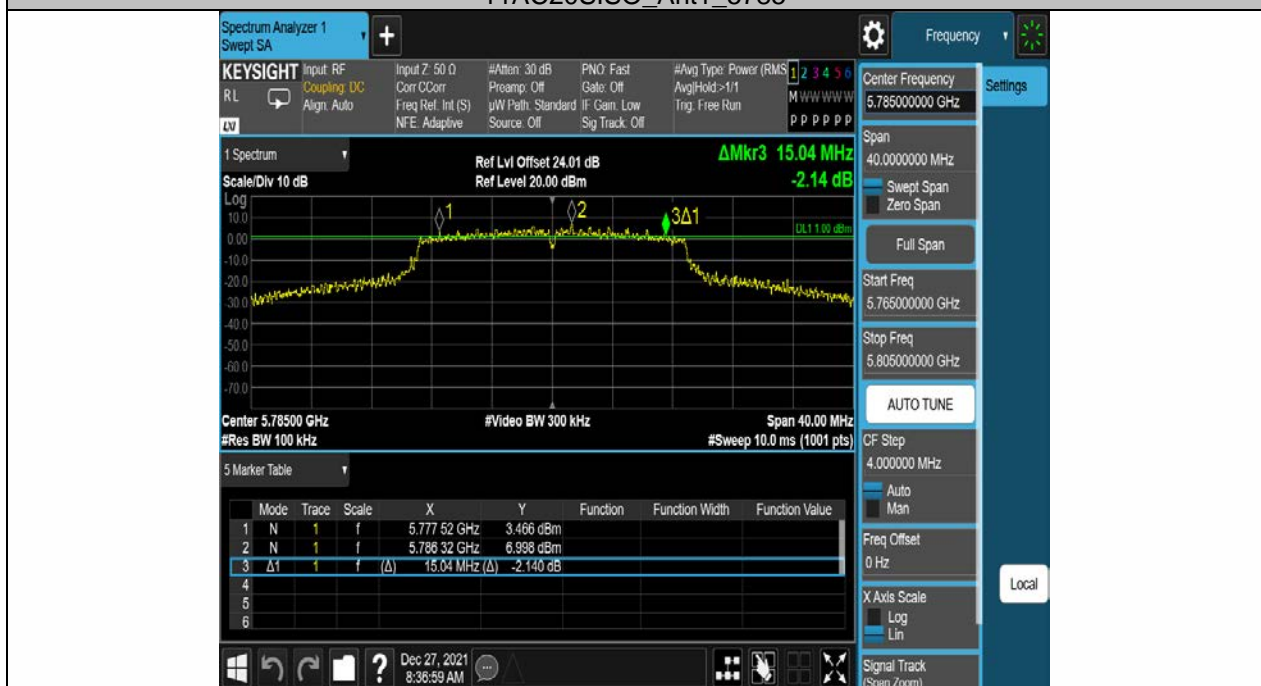 Spectrum Analyzer 1
Swept SA
+
Frequency
KEYSIGHT
RL
LXI
Input: RF
Coupling: DC
Align: Auto
Input Z: 50 Ω
Corr CCorr
Freq Ref: Int (S)
NFE: Adaptive
#Atten: 30 dB
Preamp: Off
µW Path: Standard
Source: Off
PNO: Fast
Gate: Off
IF Gain: Low
Sig Track: Off
#Avg Type: Power (RMS
Avg|Hold:>1/1
Trig: Free Run
1 2 3 4 5 6
M W W W W W
P P P P P P
1 Spectrum
Scale/Div 10 dB
Ref Lvl Offset 24.01 dB
Ref Level 20.00 dBm
ΔMkr3 15.04 MHz
-2.14 dB
Log
10.0
0.00
-10.0
-20.0
-30.0
-40.0
-50.0
-60.0
-70.0
1
2
3Δ1
DL1 1.00 dBm
Center 5.78500 GHz
#Res BW 100 kHz
#Video BW 300 kHz
Span 40.00 MHz
#Sweep 10.0 ms (1001 pts)
5 Marker Table
Mode Trace Scale X Y Function Function Width Function Value
1 N 1 f 5.777 52 GHz 3.466 dBm
2 N 1 f 5.786 32 GHz 6.998 dBm
3 Δ1 1 f (Δ) 15.04 MHz (Δ) -2.140 dB
4
5
6
?
Dec 27, 2021
8:36:59 AM
Center Frequency
5.785000000 GHz
Span
40.0000000 MHz
Swept Span
Zero Span
Full Span
Start Freq
5.765000000 GHz
Stop Freq
5.805000000 GHz
AUTO TUNE
CF Step
4.000000 MHz
Auto
Man
Freq Offset
0 Hz
X Axis Scale
Log
Lin
Signal Track
(Span Zoom)
Settings
Local